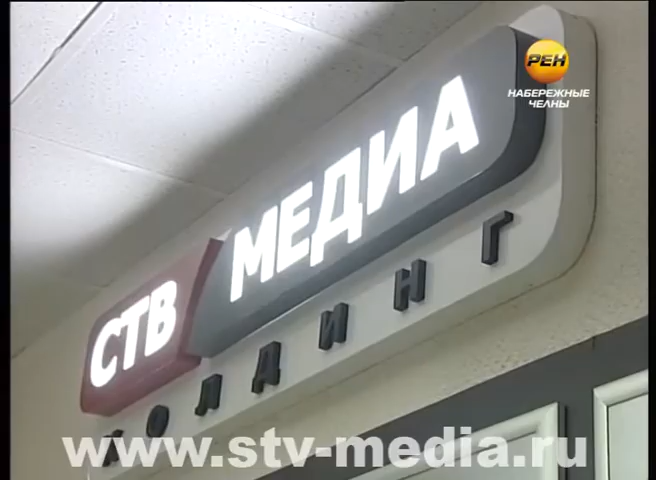 РЕН
НАБЕРЕЖНЫЕ
ЧЕЛНЫ
СТВ МЕДИА
ХОЛДИНГ
www.stv-media.ru